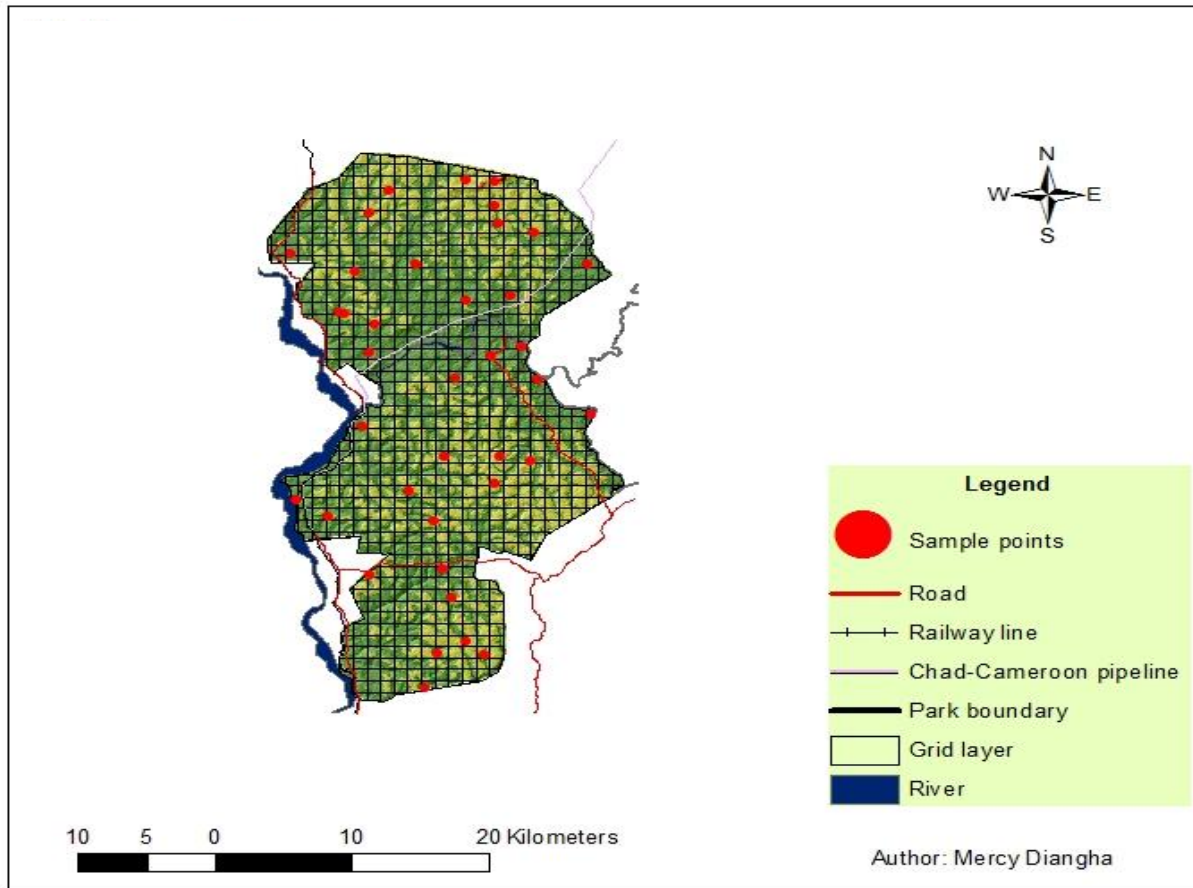 N
W E
S
Legend
Sample points
Road
Railway line
Chad-Cameroon pipeline
Park boundary
Grid layer
River
10 5 0 10 20 Kilometers
Author: Mercy Diangha